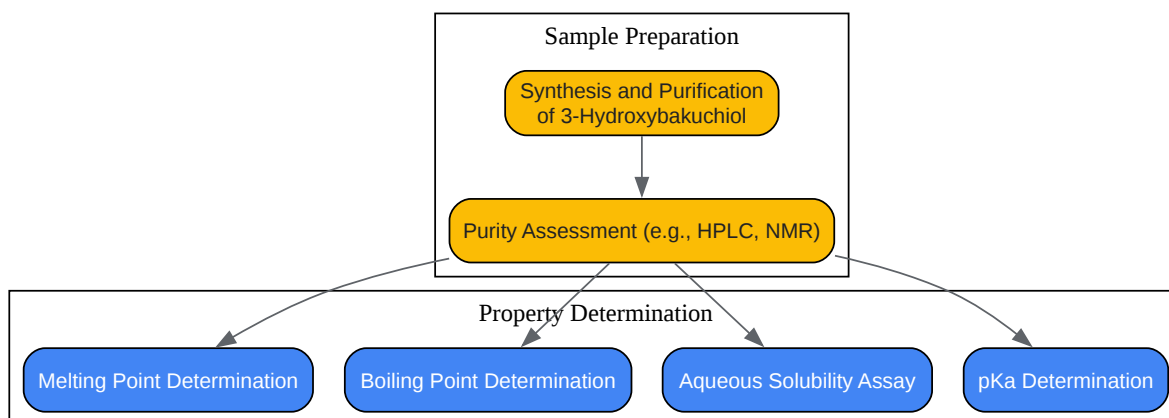 Sample Preparation
Synthesis and Purification
of 3-Hydroxybakuchiol
Purity Assessment (e.g., HPLC, NMR)
Property Determination
Melting Point Determination
Boiling Point Determination
Aqueous Solubility Assay
pKa Determination